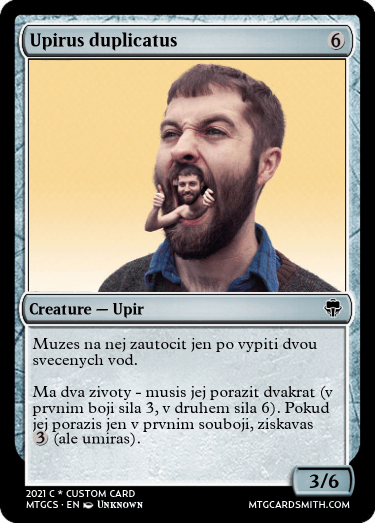 Upirus duplicatus 6
Creature — Upir
Muzes na nej zautocit jen po vypiti dvou
svecenych vod.
Ma dva zivoty - musis jej porazit dvakrat (v
prvnim boji sila 3, v druhem sila 6). Pokud
jej porazis jen v prvnim souboji, ziskavas
3 (ale umiras).
3/6
2021 C * CUSTOM CARD
MTGCS · EN UNKNOWN
MTGCARDSMITH.COM